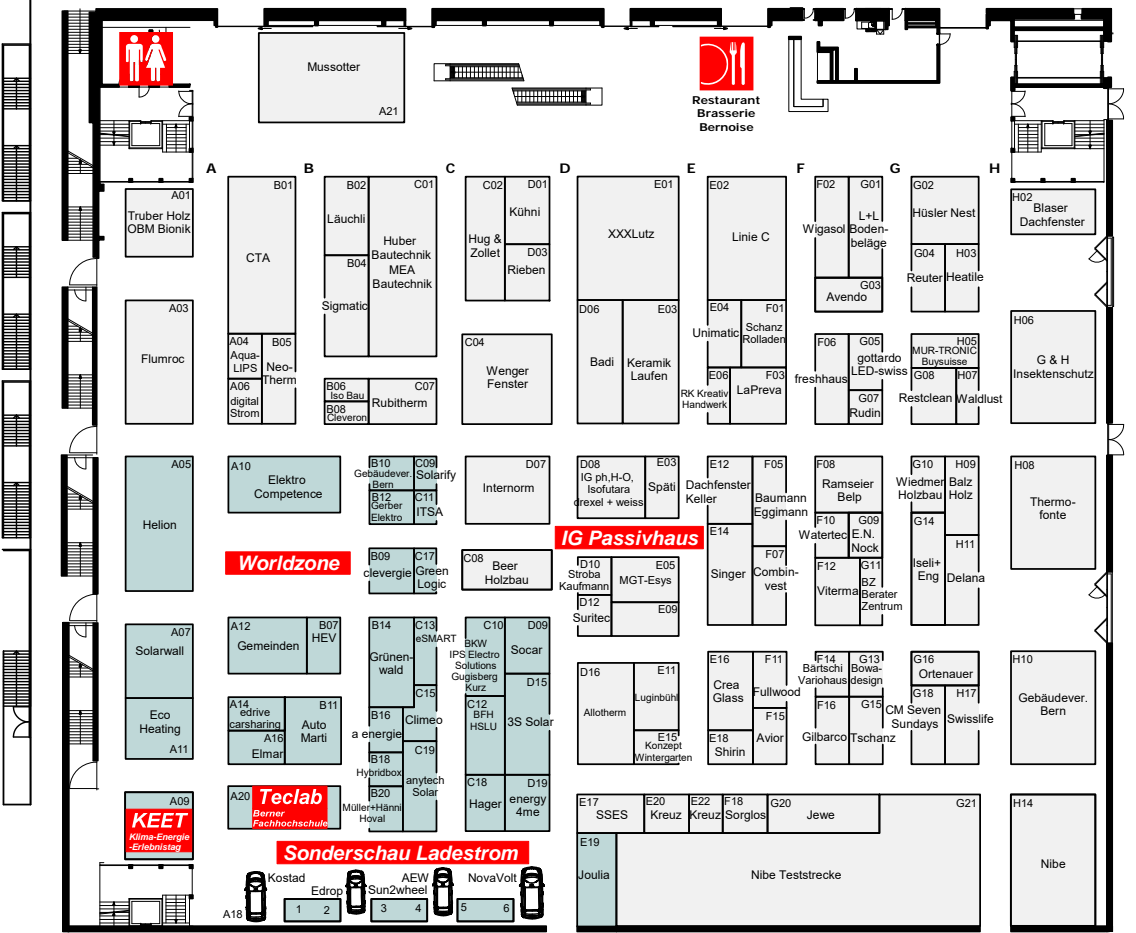 Mussotter
A21
Restaurant
Brasserie
Bernoise
A
B
C
D
E
F
G
H
A01
Truber Holz
OBM Bionik
B01
CTA
B02
Läuchli
B04
Sigmatic
C01
Huber
Bautechnik
MEA
Bautechnik
C02
Hug &
Zollet
D01
Kühni
D03
Rieben
E01
XXXLutz
E02
Linie C
F02
Wigasol
G01
L+L
Boden-
beläge
G03
Avendo
G02
Hüsler Nest
G04
Reuter
H03
Heatile
H02
Blaser
Dachfenster
A03
Flumroc
A04
Aqua-
LIPS
A06
digital
Strom
B05
Neo-
Therm
B06
Iso Bau
B08
Cleveron
C07
Rubitherm
C04
Wenger
Fenster
D06
Badi
E03
Keramik
Laufen
E04
Unimatic
F01
Schanz
Rolladen
E06
RK Kreativ
Handwerk
F03
LaPreva
F06
freshhaus
G05
gottardo
LED-swiss
G07
Rudin
H05
MUR-TRONIC
Buysuisse
G08
Restclean
H07
Waldlust
H06
G & H
Insektenschutz
A05
Helion
A10
Elektro
Competence
B10
Gebäudever.
Bern
C09
Solarify
B12
Gerber
Elektro
C11
ITSA
D07
Internorm
D08
IG ph,H-O,
Isofutara
drexel + weiss
E03
Späti
E12
Dachfenster
Keller
E14
Singer
F05
Baumann
Eggimann
F07
Combin-
vest
F08
Ramseier
Belp
F10
Watertec
G09
E.N.
Nock
F12
Viterma
G11
BZ
Berater
Zentrum
G10
Wiedmer
Holzbau
H09
Balz
Holz
G14
Iseli+
Eng
H11
Delana
H08
Thermo-
fonte
IG Passivhaus
Worldzone
B09
clevergie
C17
Green
Logic
C08
Beer
Holzbau
D10
Stroba
Kaufmann
E05
MGT-Esys
D12
Suritec
E09
A07
Solarwall
Eco
Heating
A11
A12
Gemeinden
B07
HEV
B14
Grünen-
wald
C13
eSMART
C15
Climeo
B16
a energie
B18
Hybridbox
C19
anytech
Solar
B20
Müller+Hänni
Hoval
C10
BKW
IPS Electro
Solutions
Gugisberg
Kurz
D09
Socar
C12
BFH
HSLU
D15
3S Solar
C18
Hager
D19
energy
4me
A14
edrive
carsharing
A16
Elmar
B11
Auto
Marti
D16
Allotherm
E11
Luginbühl
E15
Konzept
Wintergarten
E16
Crea
Glass
F11
Fullwood
E18
Shirin
F15
Avior
F14
Bärtschi
Variohaus
G13
Bowa-
design
F16
Gilbarco
G15
Tschanz
G16
Ortenauer
G18
CM Seven
Sundays
H17
Swisslife
H10
Gebäudever.
Bern
A09
KEET
Klima-Energie
-Erlebnistag
A20
Teclab
Berner
Fachhochschule
Sonderschau Ladestrom
A18
Kostad
Edrop
1
2
Sun2wheel
3
4
AEW
NovaVolt
5
6
E17
SSES
E20
Kreuz
E22
Kreuz
F18
Sorglos
G20
Jewe
G21
E19
Joulia
Nibe Teststrecke
H14
Nibe